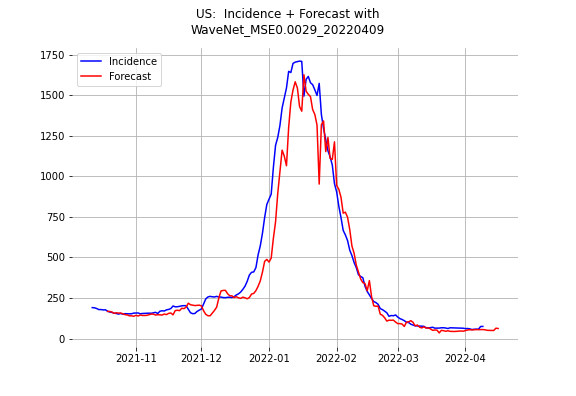 US:  Incidence + Forecast with
WaveNet_MSE0.0029_20220409
Incidence
Forecast
1750
1500
1250
1000
750
500
250
0
2021-11 2021-12 2022-01 2022-02 2022-03 2022-04